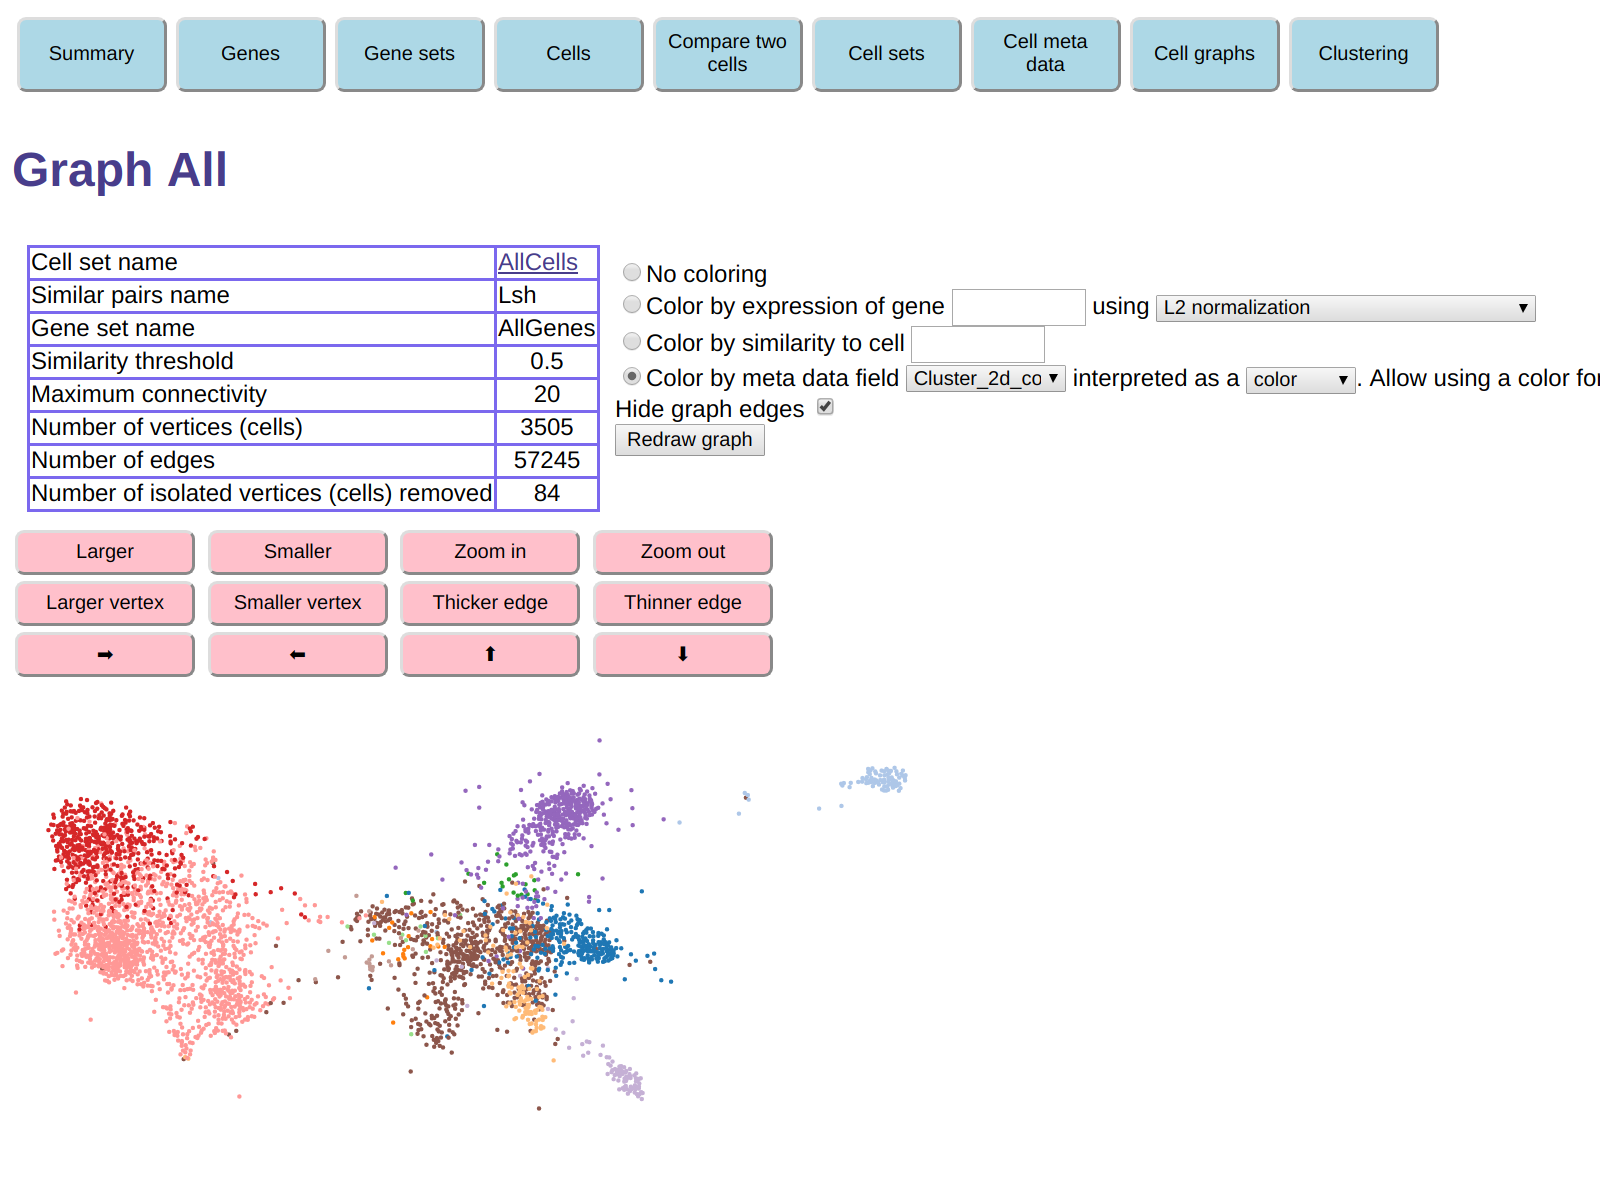 Summary
Genes
Gene sets
Cells
Compare two
cells
Cell sets
Cell meta
data
Cell graphs
Clustering
Graph All
Cell set name AllCells
Similar pairs name Lsh
Gene set name AllGenes
Similarity threshold 0.5
Maximum connectivity 20
Number of vertices (cells) 3505
Number of edges 57245
Number of isolated vertices (cells) removed 84
No coloring
Color by expression of gene using L2 normalization
Color by similarity to cell
Color by meta data field Cluster_2d_co interpreted as a color . Allow using a color for
Hide graph edges
Redraw graph
Larger Smaller Zoom in Zoom out
Larger vertex Smaller vertex Thicker edge Thinner edge
➡ ⬅ ⬆ ⬇